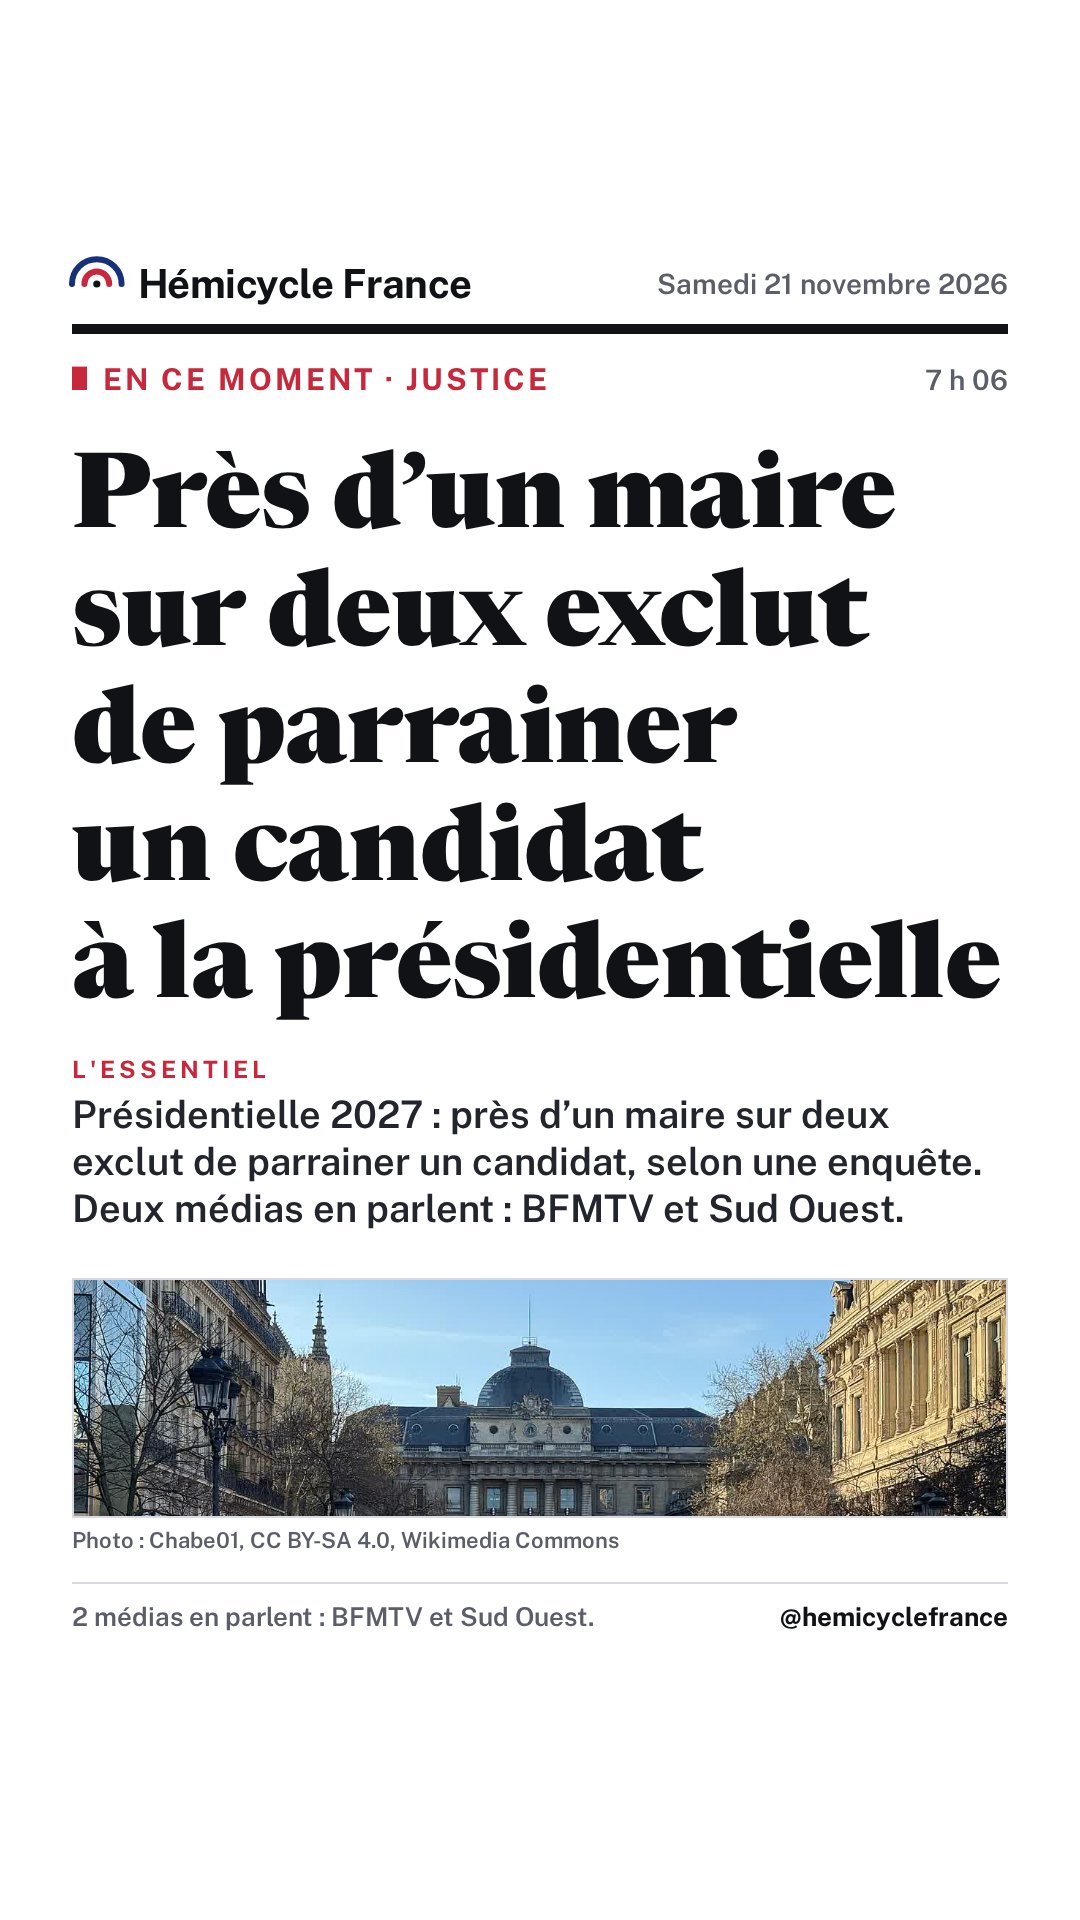 Hémicycle France
Samedi 21 novembre 2026
EN CE MOMENT · JUSTICE
7 h 06
Près d’un maire
sur deux exclut
de parrainer
un candidat
à la présidentielle
L'ESSENTIEL
Présidentielle 2027 : près d’un maire sur deux
exclut de parrainer un candidat, selon une enquête.
Deux médias en parlent : BFMTV et Sud Ouest.
Photo : Chabe01, CC BY-SA 4.0, Wikimedia Commons
2 médias en parlent : BFMTV et Sud Ouest.
@hemicyclefrance